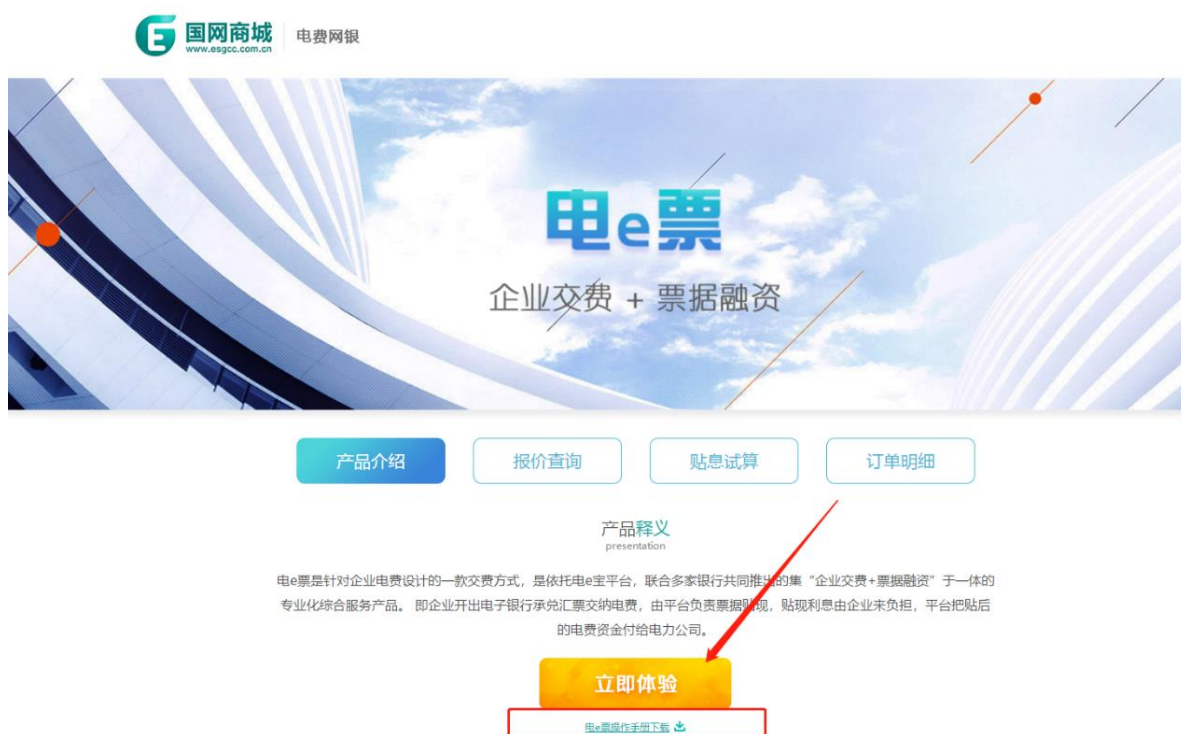 国网商城
www.esgcc.com.cn
电费网银
电e票
企业交费 + 票据融资
产品介绍
报价查询
贴息试算
订单明细
产品释义
presentation
电e票是针对企业电费设计的一款交费方式，是依托电e宝平台，联合多家银行共同推出的集“企业交费+票据融资”于一体的
专业化综合服务产品。 即企业开出电子银行承兑汇票交纳电费，由平台负责票据贴现，贴现利息由企业来负担，平台把贴后
的电费资金付给电力公司。
立即体验
电e票操作手册下载